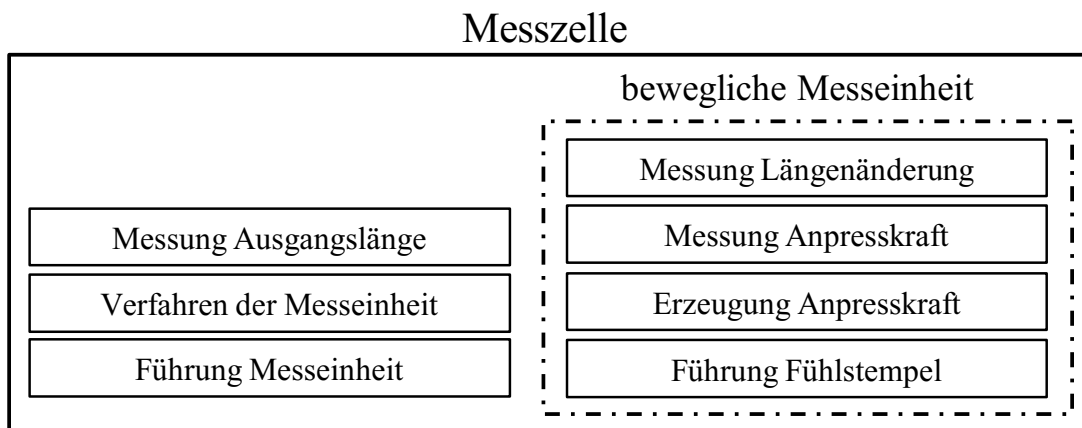 Messzelle
bewegliche Messeinheit
Messung Längenänderung
Messung Anpresskraft
Erzeugung Anpresskraft
Führung Fühlstempel
Messung Ausgangslänge
Verfahren der Messeinheit
Führung Messeinheit